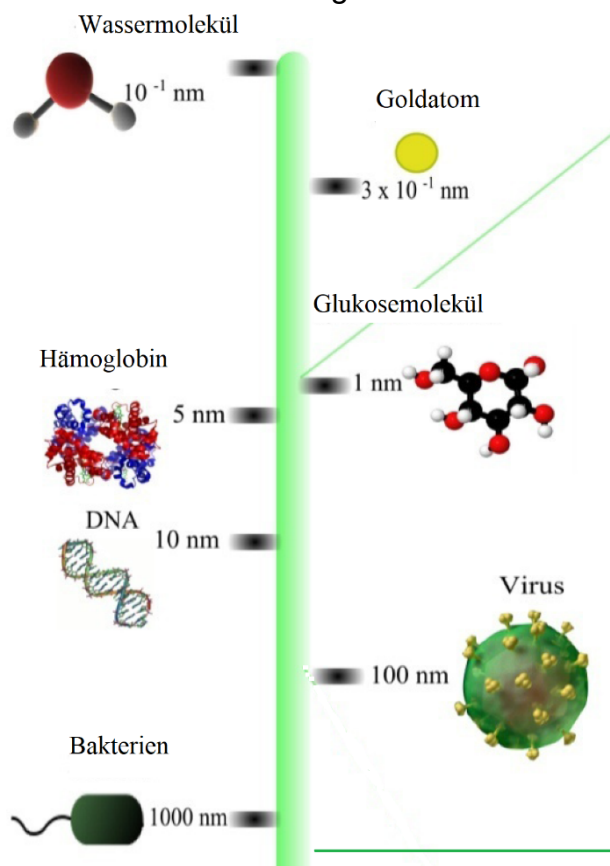 Wassermolekül
10 ⁻¹ nm
Goldatom
3 x 10 ⁻¹ nm
Glukosemolekül
1 nm
Hämoglobin
5 nm
DNA
10 nm
Virus
100 nm
Bakterien
1000 nm